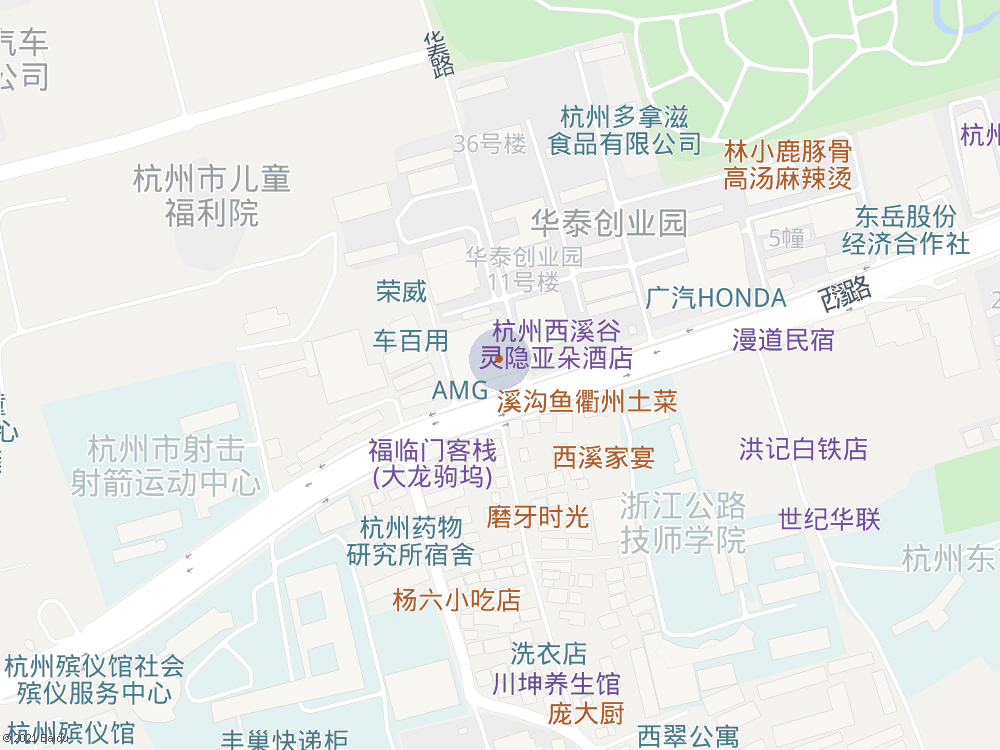 汽车
公司
华泰路
杭州多拿滋
食品有限公司
36号楼
杭州
林小鹿豚骨
高汤麻辣烫
杭州市儿童
福利院
华泰创业园
东岳股份
经济合作社
5幢
华泰创业园
11号楼
荣威
广汽HONDA
西溪路
2
车百用
杭州西溪谷
灵隐亚朵酒店
漫道民宿
AMG
溪沟鱼衢州土菜
童
心
杭州市射击
射箭运动中心
福临门客栈
(大龙驹坞)
西溪家宴
洪记白铁店
磨牙时光
浙江公路
技师学院
世纪华联
杭州药物
研究所宿舍
杭州东
杨六小吃店
洗衣店
川坤养生馆
庞大厨
杭州殡仪馆社会
殡仪服务中心
杭州殡仪馆
丰巢快递柜
西翠公寓
© 2021 Baidu